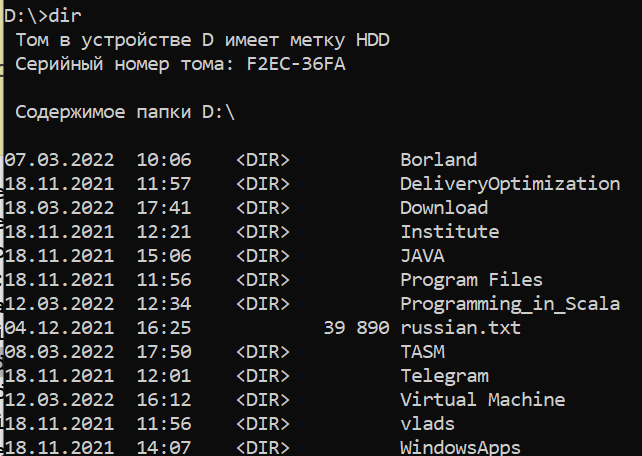 D:\>dir
Том в устройстве D имеет метку HDD
Серийный номер тома: F2EC-36FA
Содержимое папки D:\
07.03.2022 10:06 <DIR> Borland
18.11.2021 11:57 <DIR> DeliveryOptimization
18.03.2022 17:41 <DIR> Download
18.11.2021 12:21 <DIR> Institute
18.11.2021 15:06 <DIR> JAVA
18.11.2021 11:56 <DIR> Program Files
12.03.2022 12:34 <DIR> Programming_in_Scala
04.12.2021 16:25 39 890 russian.txt
08.03.2022 17:50 <DIR> TASM
18.11.2021 12:01 <DIR> Telegram
12.03.2022 16:12 <DIR> Virtual Machine
18.11.2021 11:56 <DIR> vlads
18.11.2021 14:07 <DIR> WindowsApps